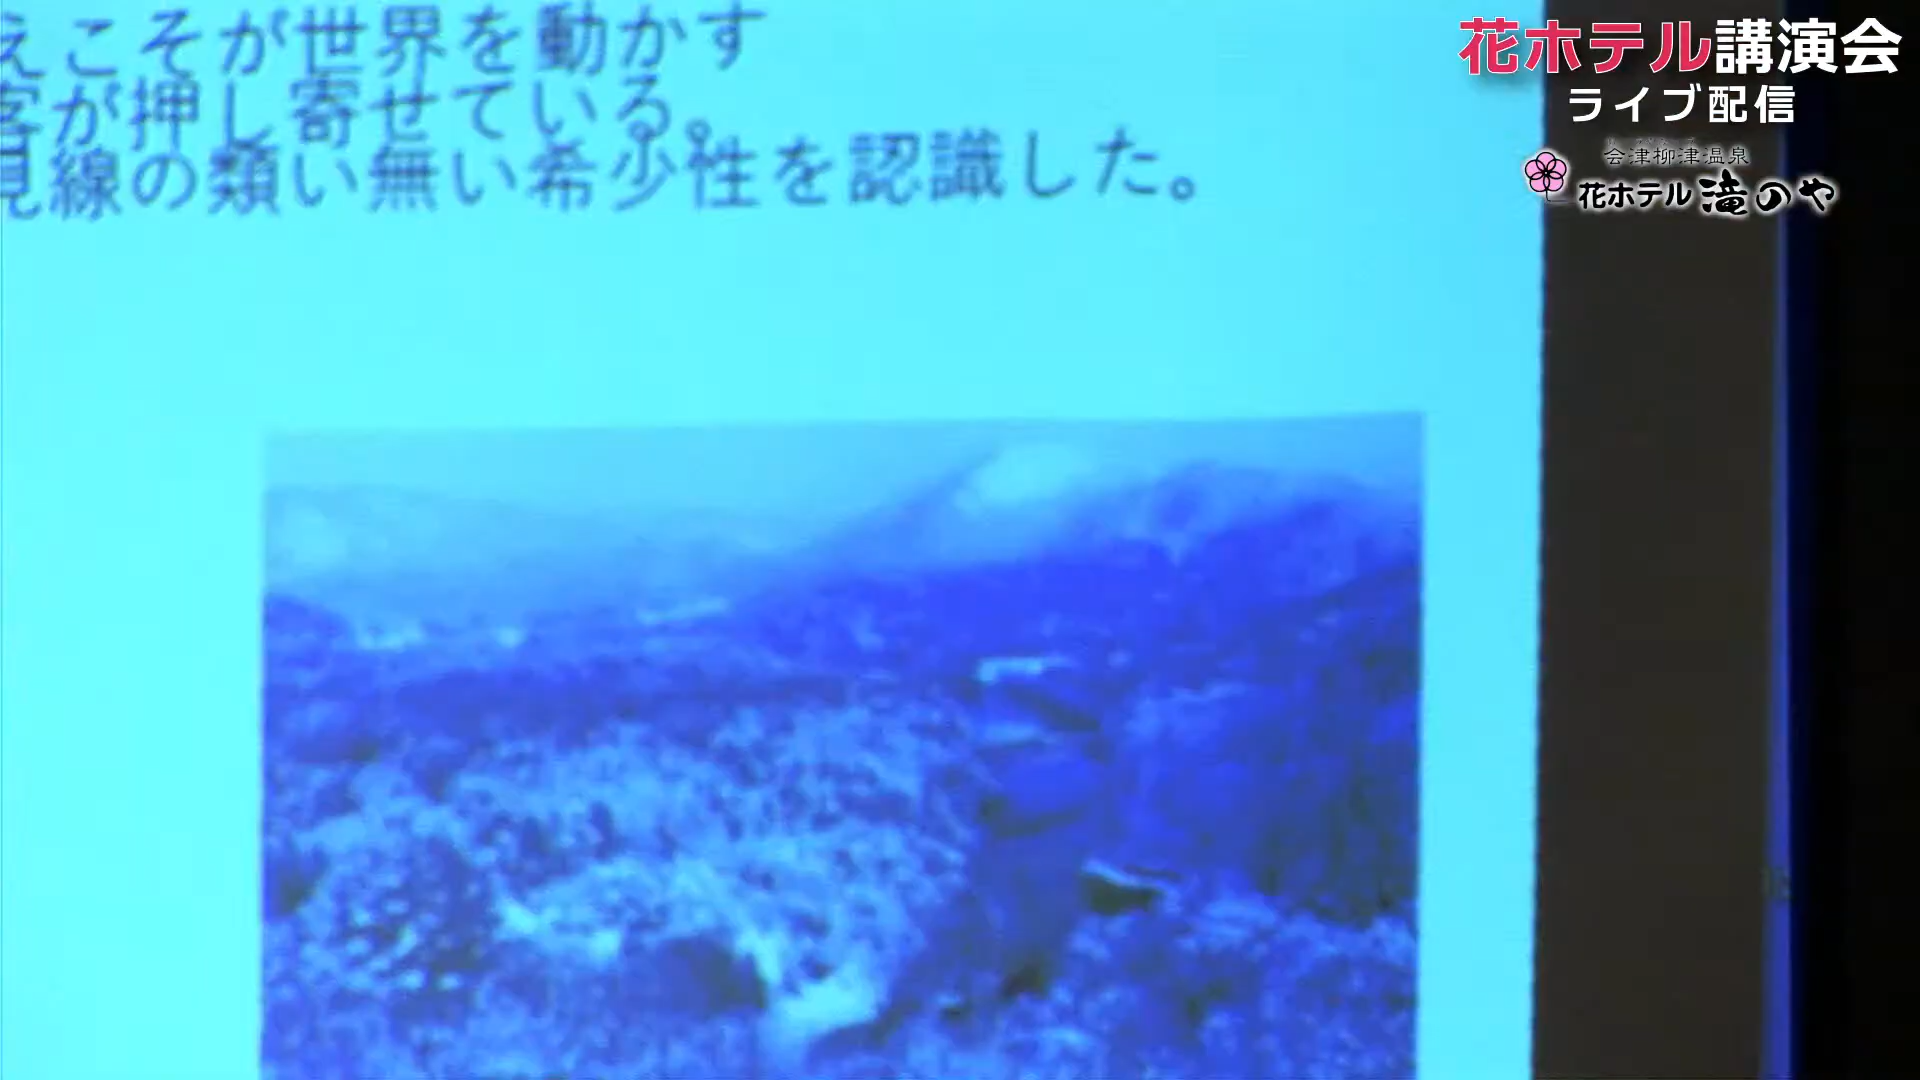 えこそが世界を動かす
客が押し寄せている。
見線の類い無い希少性を認識した。
花ホテル講演会
ライブ配信
会津柳津温泉
花ホテル 滝のや